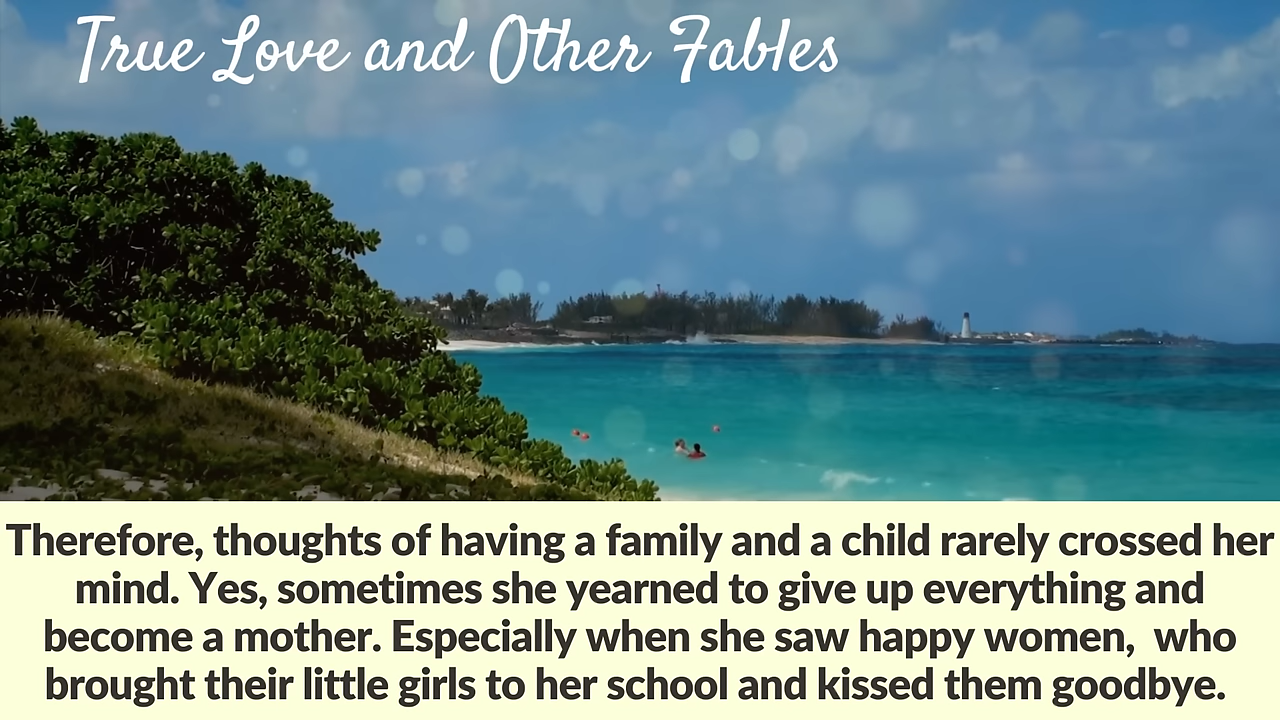 True Love and Other Fables
Therefore, thoughts of having a family and a child rarely crossed her
mind. Yes, sometimes she yearned to give up everything and
become a mother. Especially when she saw happy women,  who
brought their little girls to her school and kissed them goodbye.